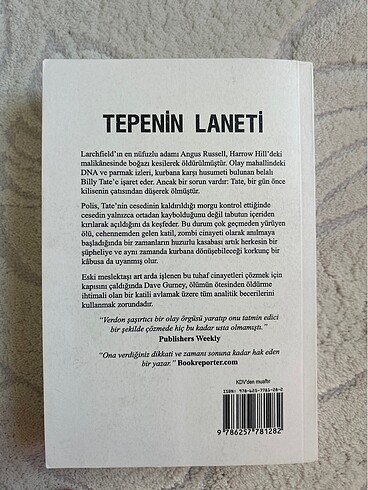 TEPENİN LANETİ
Larchfield'ın en nüfuzlu adamı Angus Russell, Harrow Hill'deki
malikânesinde boğazı kesilerek öldürülmüştür. Olay mahallindeki
DNA ve parmak izleri, kurbana karşı husumeti bulunan belalı
Billy Tate'e işaret eder. Ancak bir sorun vardır: Tate, bir gün önce
kilisenin çatısından düşerek ölmüştür.
Polis, Tate'nin cesedinin kaldırıldığı morgu kontrol ettiğinde
cesedin yalnızca ortadan kaybolduğunu değil tabutun içeriden
kırılarak açıldığını da keşfeder. Bu durum çok geçmeden yürüyen
ölü, cehennemden gelen katil, zombi cinayeti olarak anılmaya
başladığında bir zamanların huzurlu kasabası artık herkesin bir
şüpheliye ve aynı zamanda kurbana dönüşebileceği korkunç bir
kâbusa da uyanmış olur.
Eski meslektaşı art arda işlenen bu tuhaf cinayetleri çözmek için
kapısını çaldığında Dave Gurney, ölümün ötesinden öldürme
ihtimali olan bir katili avlamak üzere tüm analitik becerilerini
kullanmak zorundadır.
"Verdon şaşırtıcı bir olay örgüsü yaratıp onu tatmin edici
bir şekilde çözmede hiç bu kadar usta olmamıştı."
Publishers Weekly
"Ona verdiğiniz dikkati ve zamanı sonuna kadar hak eden
bir yazar." Bookreporter.com
KDV'den muaftır
ISBN: 978-625-7781-28-2
9 786257 781282